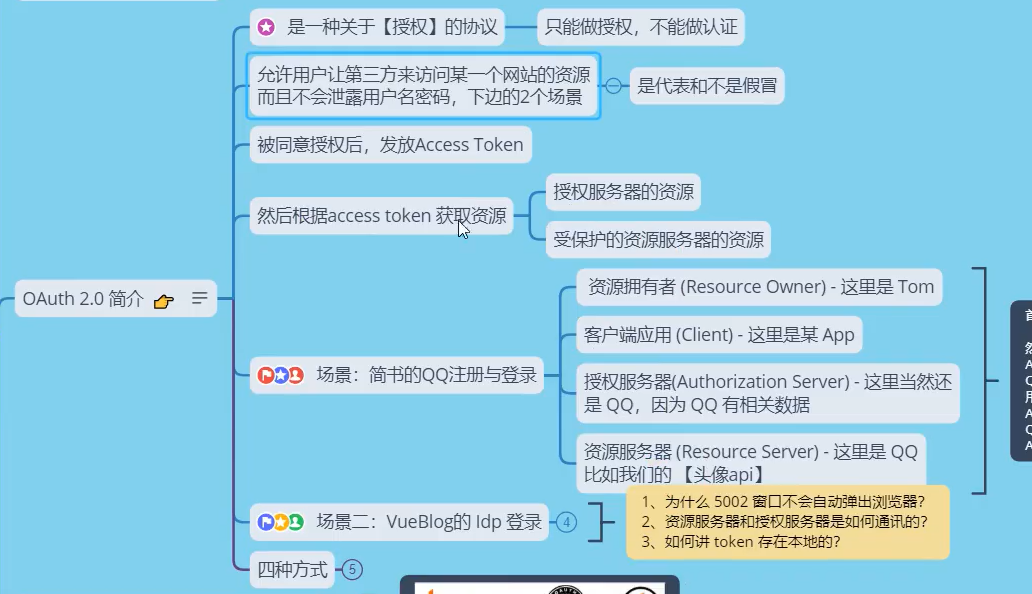 是一种关于【授权】的协议
只能做授权，不能做认证
允许用户让第三方来访问某一个网站的资源
而且不会泄露用户名密码，下边的2个场景
是代表和不是假冒
被同意授权后，发放Access Token
然后根据access token 获取资源
授权服务器的资源
受保护的资源服务器的资源
OAuth 2.0 简介
场景：简书的QQ注册与登录
资源拥有者 (Resource Owner) - 这里是 Tom
客户端应用 (Client) - 这里是某 App
授权服务器(Authorization Server) - 这里当然还
是 QQ，因为 QQ 有相关数据
资源服务器 (Resource Server) - 这里是 QQ
比如我们的 【头像api】
场景二：VueBlog的 Idp 登录
4
1、为什么 5002 窗口不会自动弹出浏览器？
2、资源服务器和授权服务器是如何通讯的？
3、如何讲 token 存在本地的？
四种方式
5